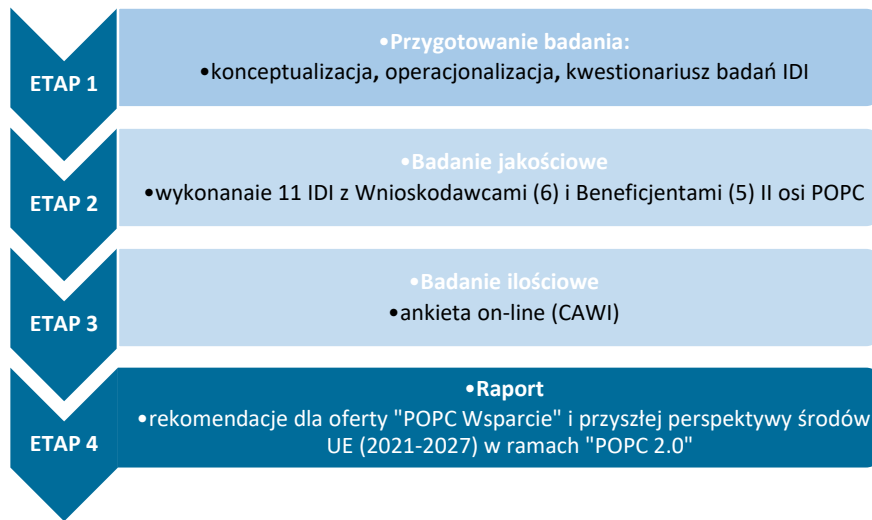 ETAP 1
•Przygotowanie badania:
•konceptualizacja, operacjonalizacja, kwestionariusz badań IDI
ETAP 2
•Badanie jakościowe
•wykonanaie 11 IDI z Wnioskodawcami (6) i Beneficjentami (5) II osi POPC
ETAP 3
•Badanie ilościowe
•ankieta on-line (CAWI)
ETAP 4
•Raport
•rekomendacje dla oferty "POPC Wsparcie" i przyszłej perspektywy środów
UE (2021-2027) w ramach "POPC 2.0"